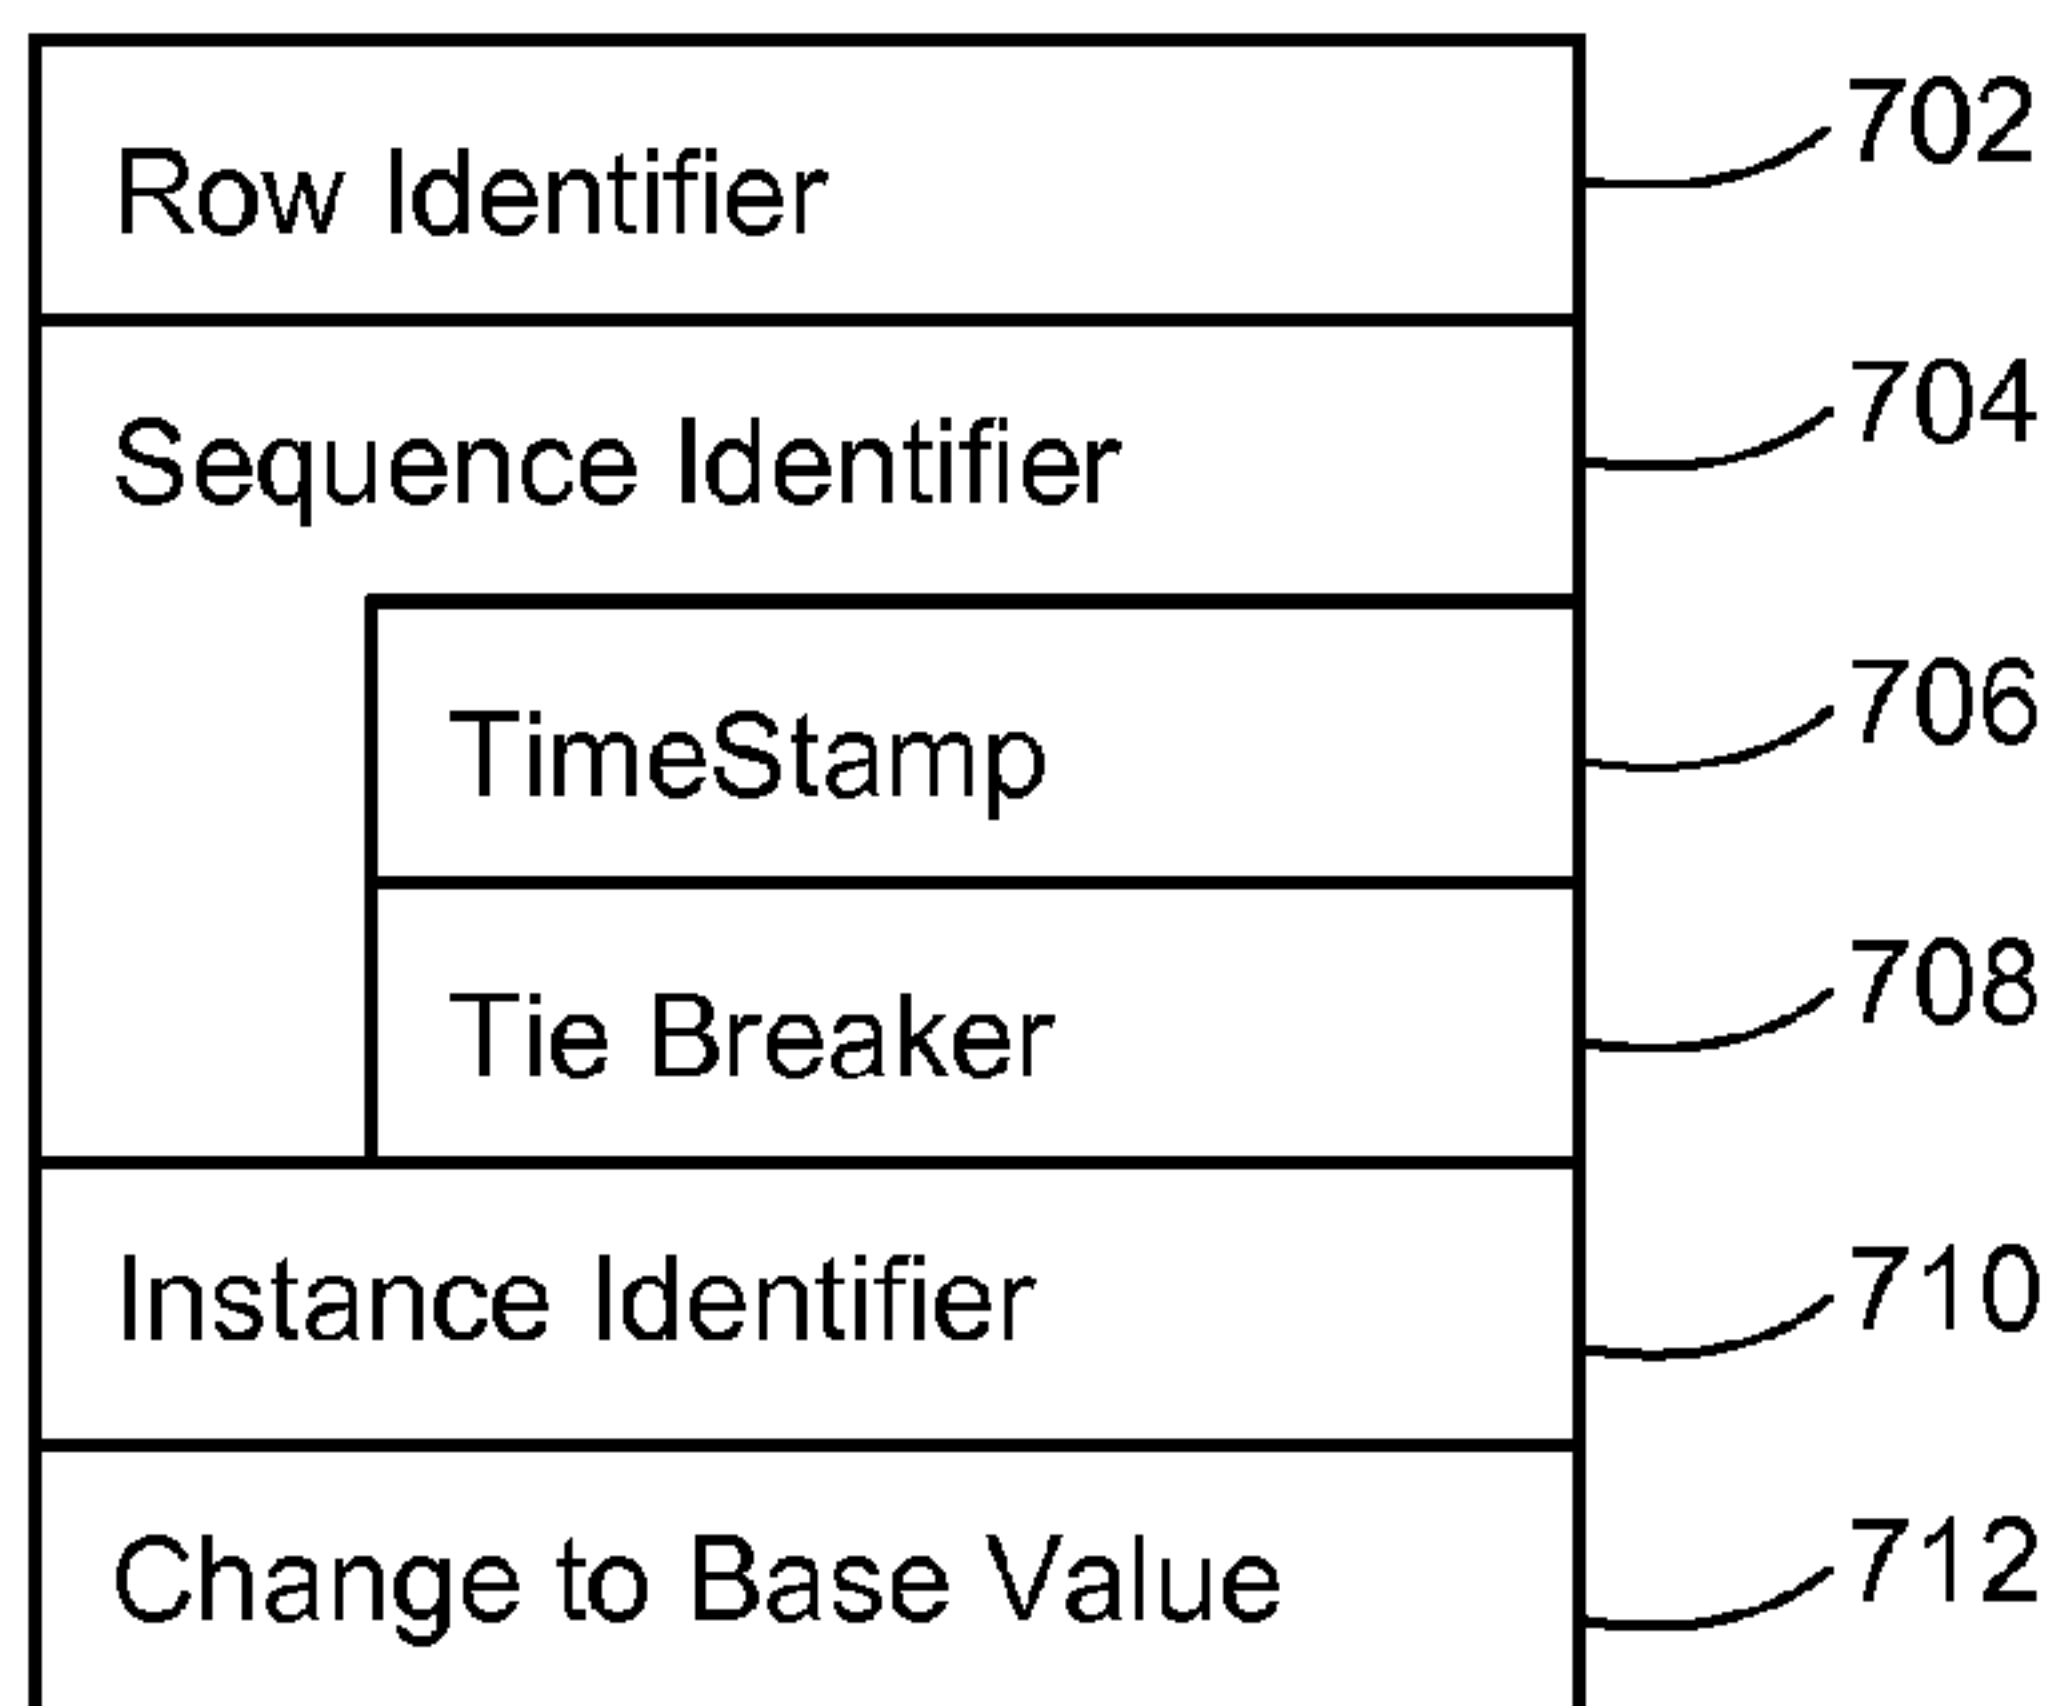 Row Identifier 702
Sequence Identifier 704
TimeStamp 706
Tie Breaker 708
Instance Identifier 710
Change to Base Value 712